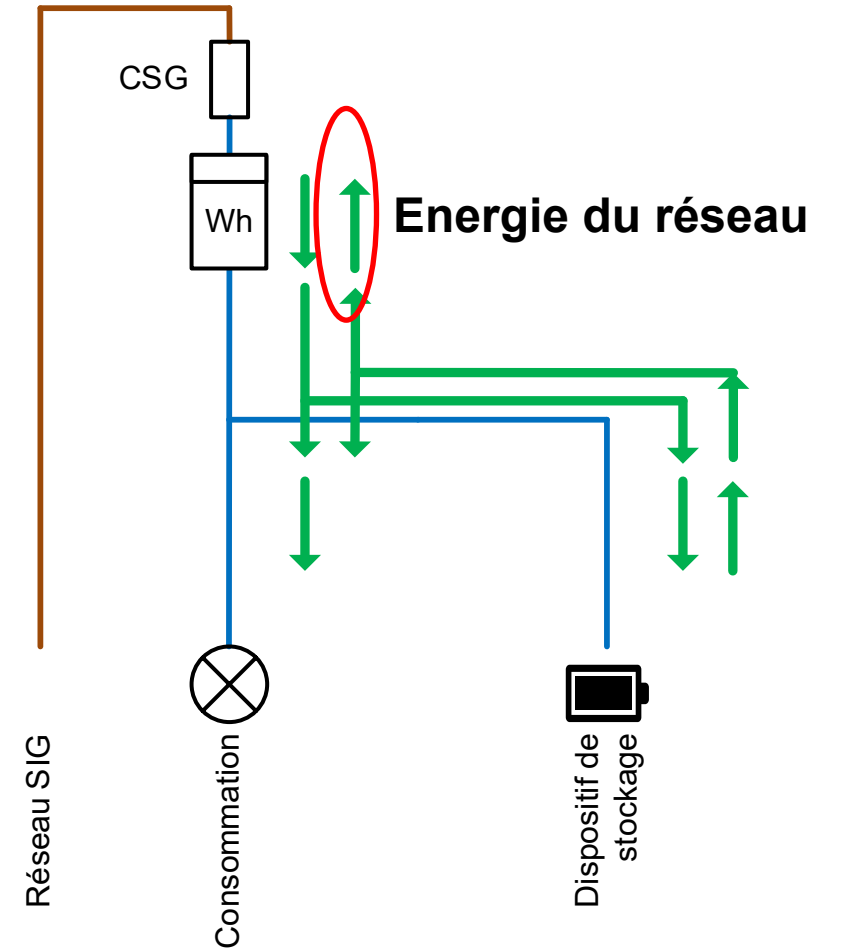 CSG
Wh
Energie du réseau
Réseau SIG
Consommation
Dispositif de
stockage